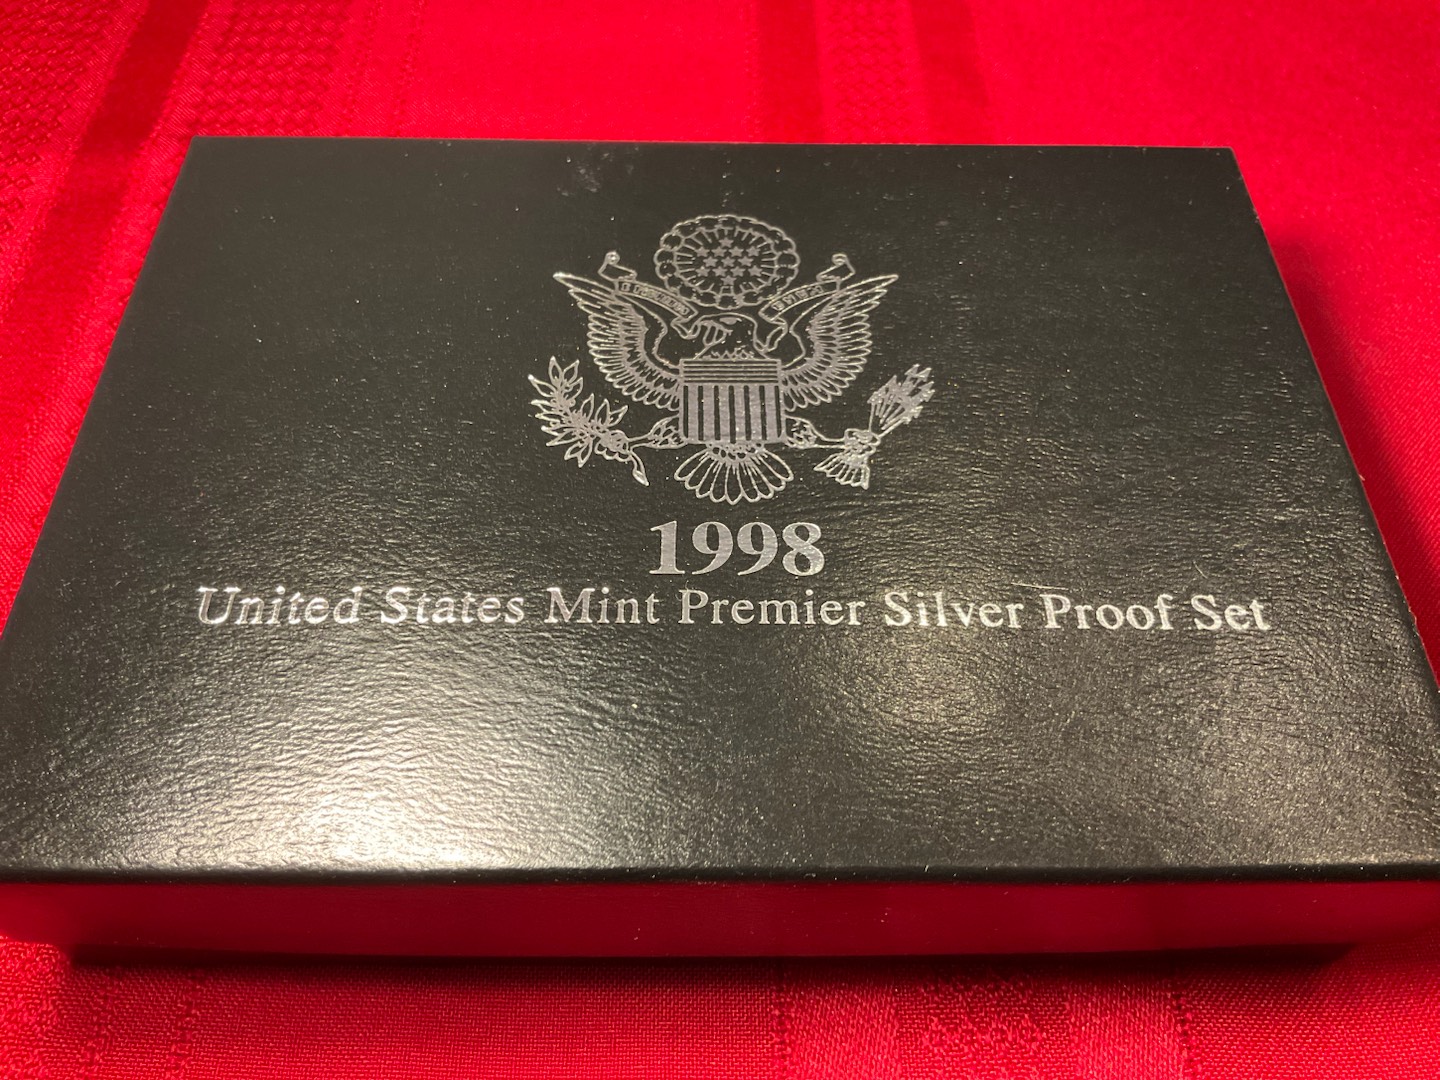 1998
United States Mint Premier Silver Proof Set